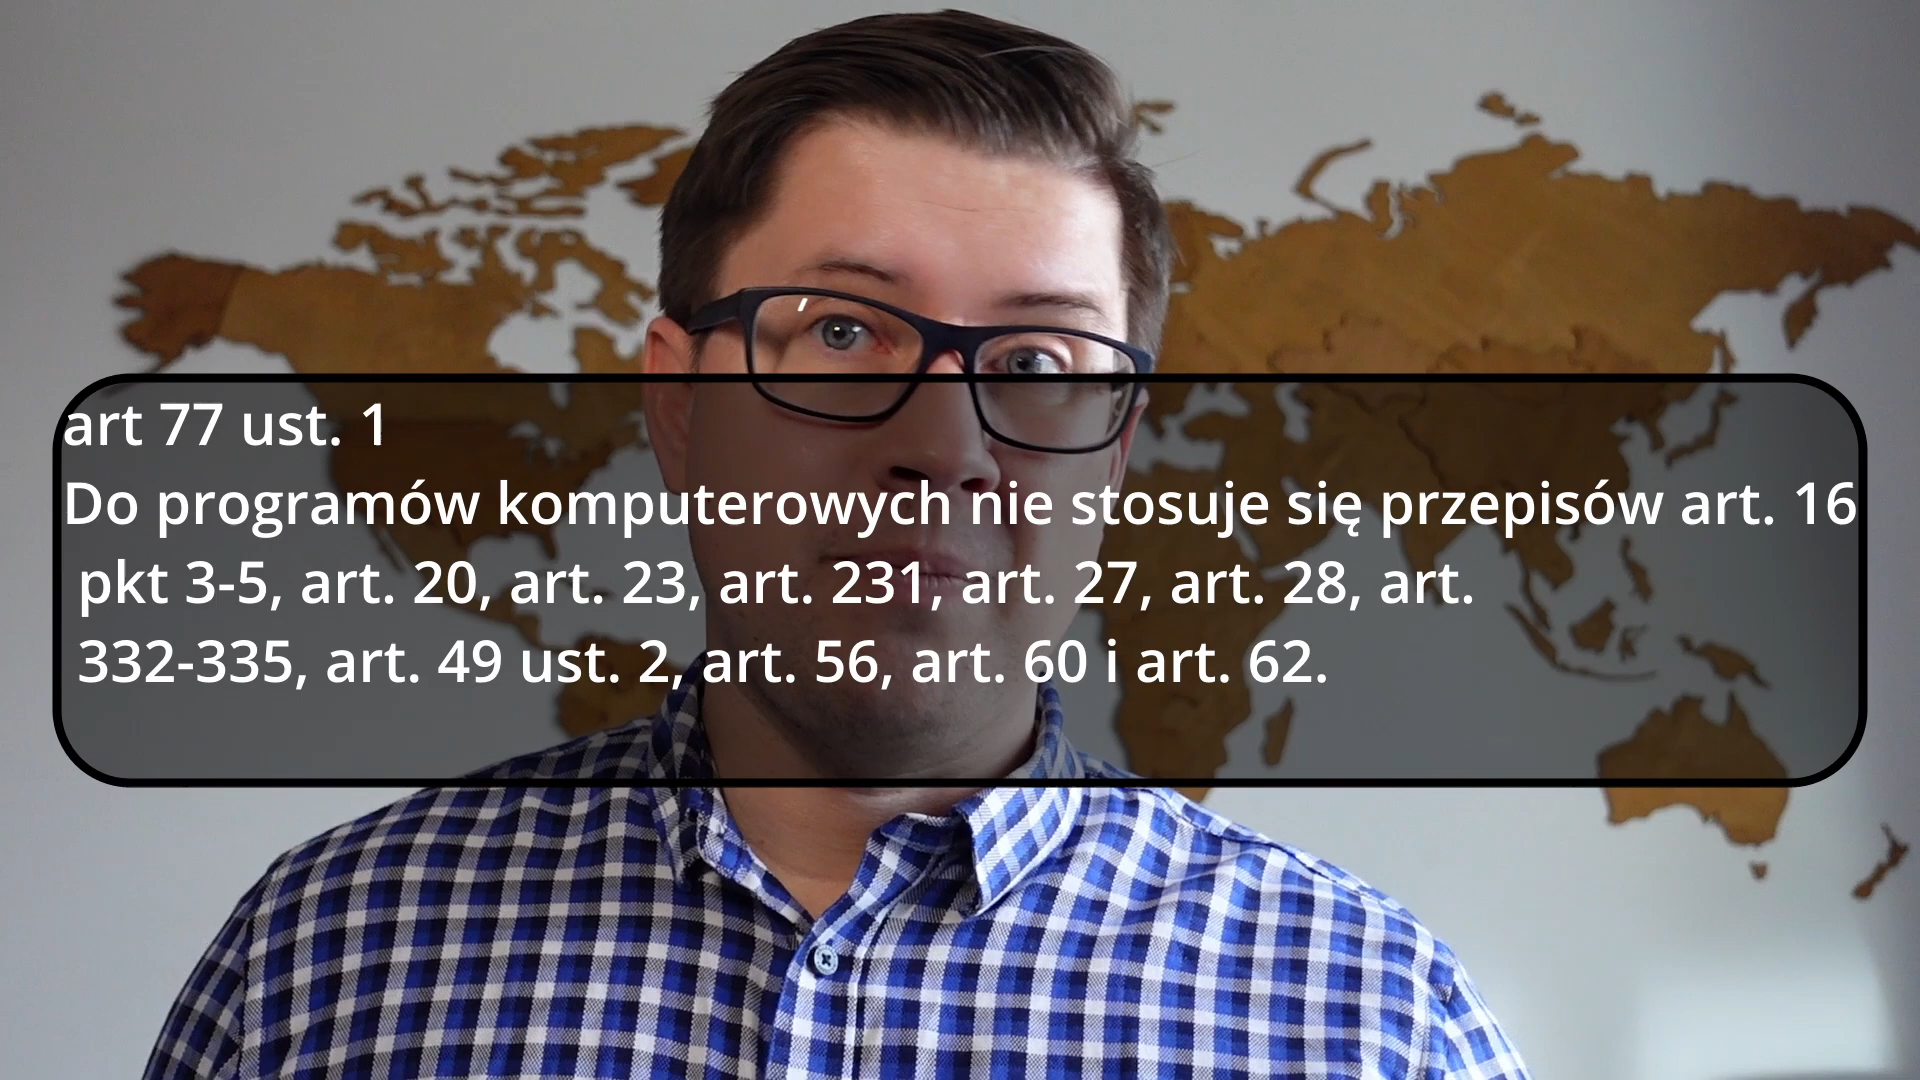 art 77 ust. 1
Do programów komputerowych nie stosuje się przepisów art. 16
pkt 3-5, art. 20, art. 23, art. 231, art. 27, art. 28, art.
332-335, art. 49 ust. 2, art. 56, art. 60 i art. 62.